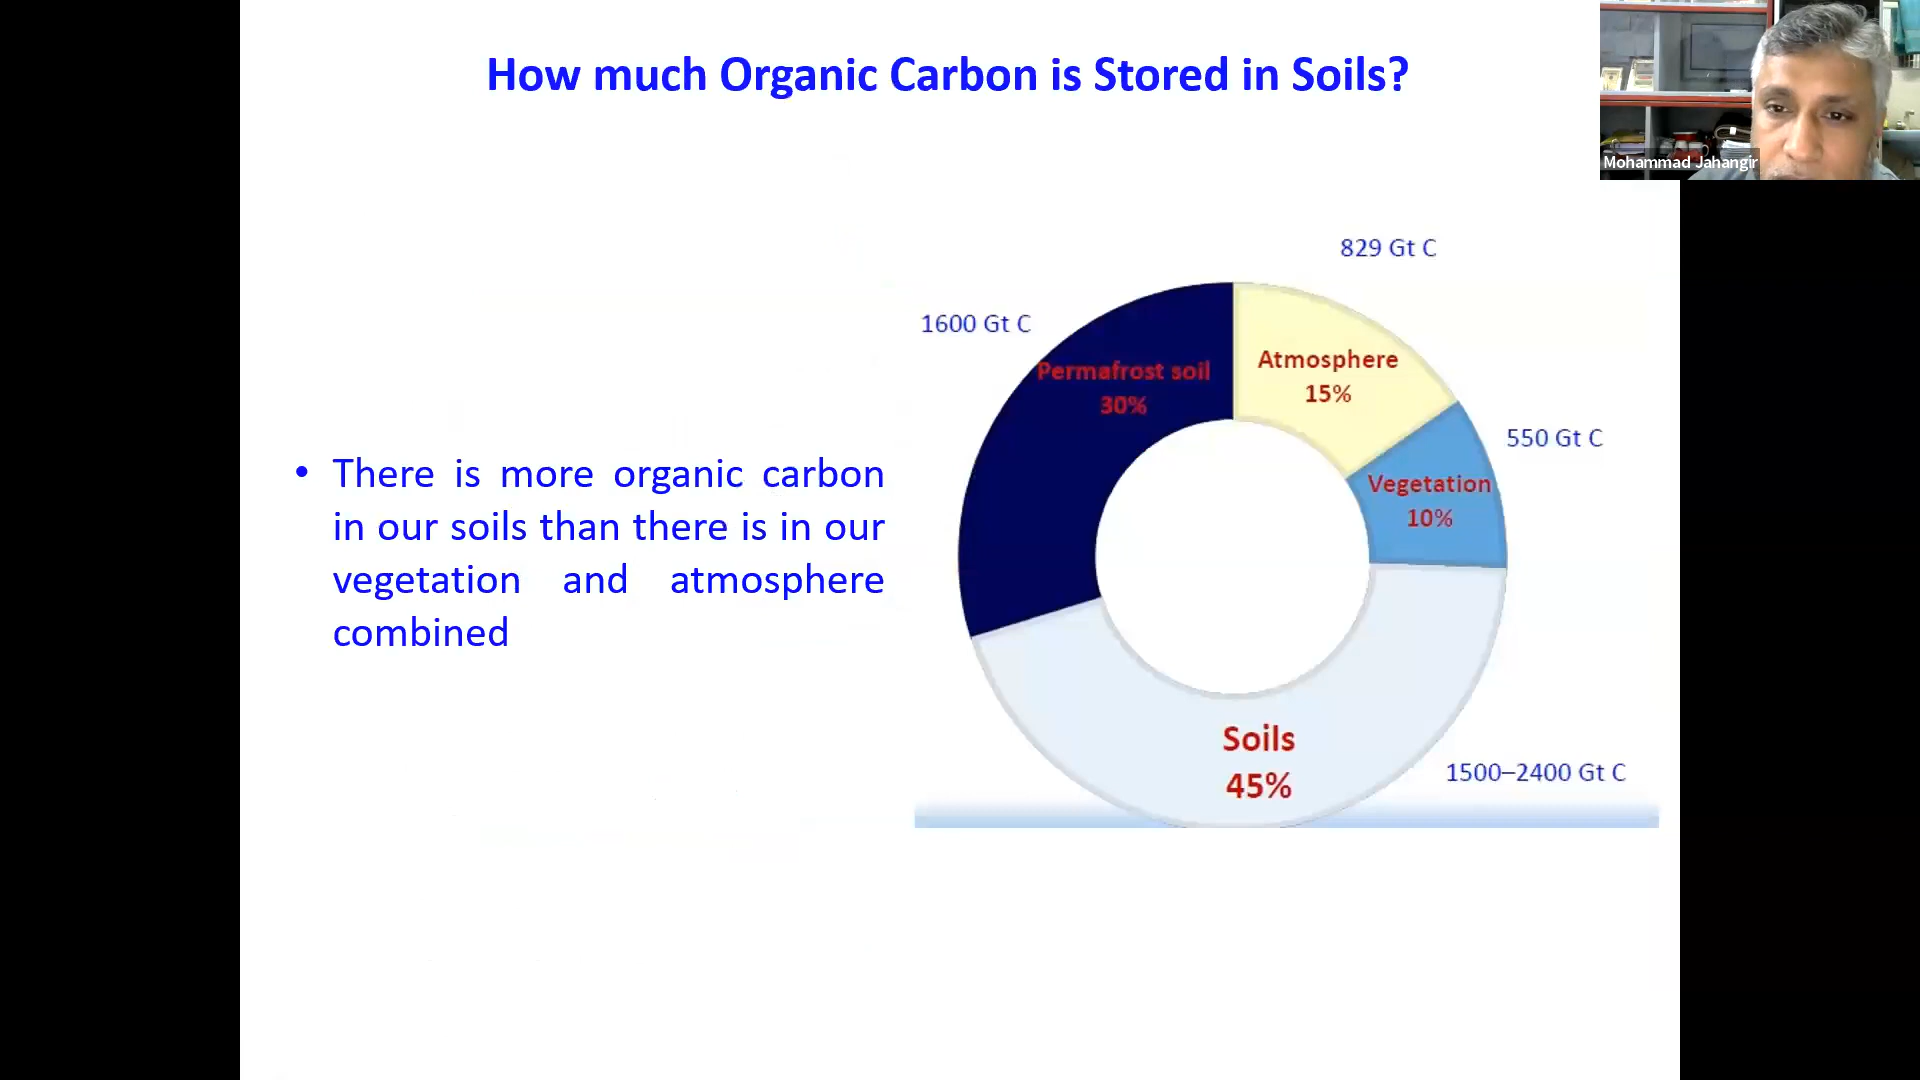 How much Organic Carbon is Stored in Soils?
Mohammad Jahangir
• There is more organic carbon
in our soils than there is in our
vegetation and atmosphere
combined
829 Gt C
1600 Gt C
Atmosphere
15%
Permafrost soil
30%
550 Gt C
Vegetation
10%
Soils
45%
1500–2400 Gt C